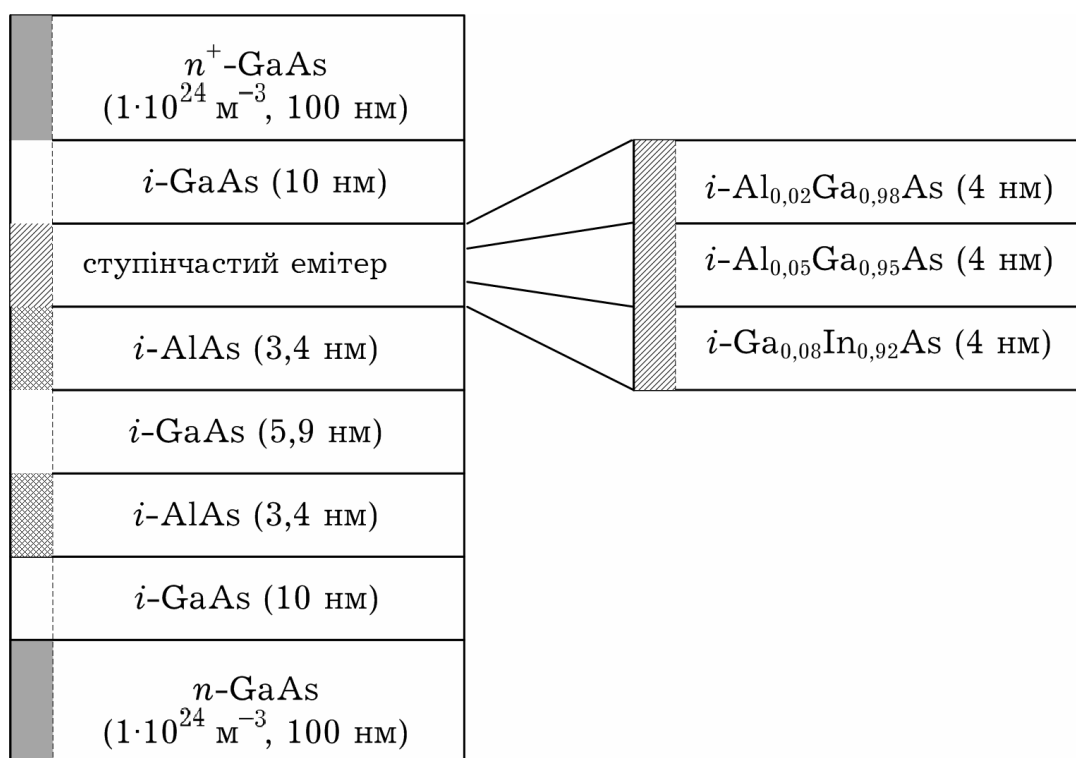 n⁺-GaAs
(1·10²⁴ м⁻³, 100 нм)
i-GaAs (10 нм)
ступінчастий емітер
i-AlAs (3,4 нм)
i-GaAs (5,9 нм)
i-AlAs (3,4 нм)
i-GaAs (10 нм)
n-GaAs
(1·10²⁴ м⁻³, 100 нм)
i-Al₀,₀₂Ga₀,₉₈As (4 нм)
i-Al₀,₀₅Ga₀,₉₅As (4 нм)
i-Ga₀,₀₈In₀,₉₂As (4 нм)